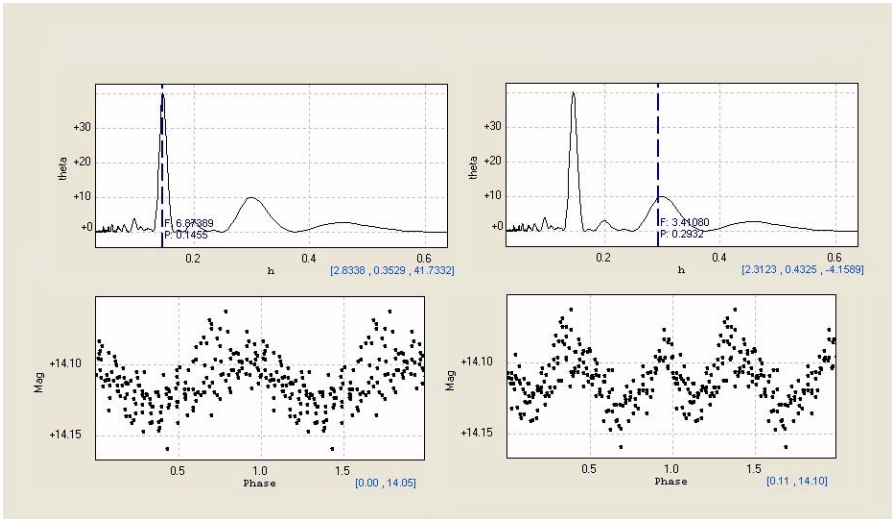 theta
+30
+20
+10
+0
F: 6.87389
P: 0.1455
0.2
0.4
0.6
h
[2.8338 , 0.3529 , 41.7332]
theta
+30
+20
+10
+0
F: 3.41080
P: 0.2932
0.2
0.4
0.6
h
[2.3123 , 0.4325 , -4.1589]
Mag
+14.10
+14.15
0.5
1.0
1.5
Phase
[0.00 , 14.05]
Mag
+14.10
+14.15
0.5
1.0
1.5
Phase
[0.11 , 14.10]